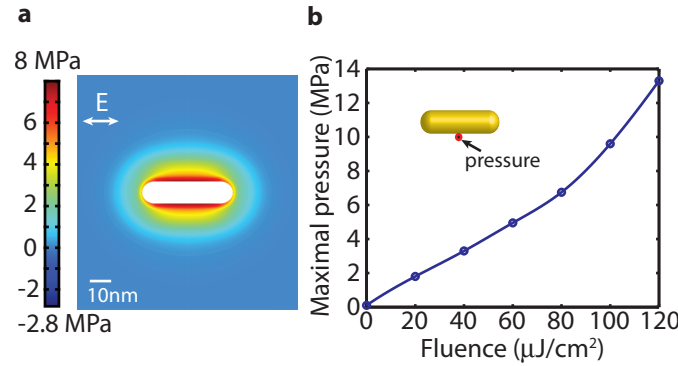 a
8 MPa
6
4
2
0
-2
-2.8 MPa
E
10nm
b
Maximal pressure (MPa)
14
12
10
8
6
4
2
0
pressure
0 20 40 60 80 100 120
Fluence (μJ/cm²)